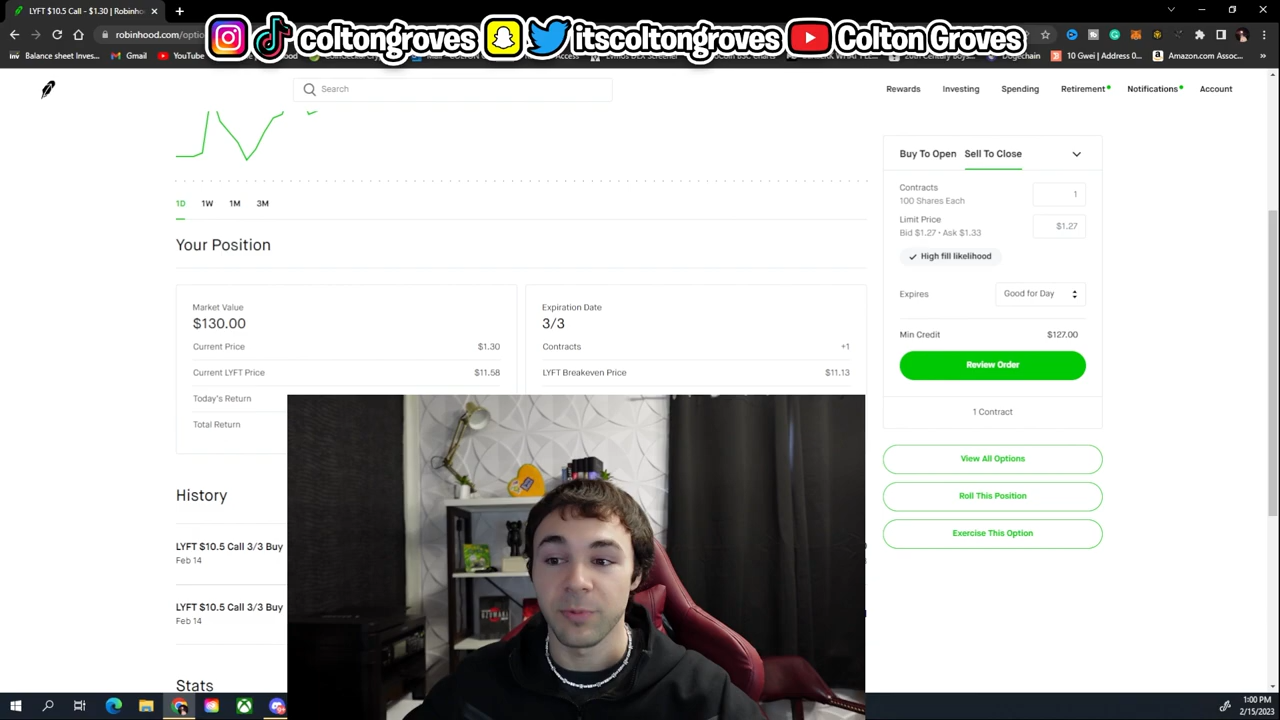 LYFT $10.5 Call 3/3
robinhood.com/opt
coltongroves itscoltongroves Colton Groves
Balance sheet Investo... Gmail YouTube
10 Gwei | Address 0... Amazon.com Assoc...
Search
Rewards Investing Spending Retirement Notifications Account
1D 1W 1M 3M
Your Position
Market Value
$130.00
Current Price $1.30
Current LYFT Price $11.58
Today's Return
Total Return
Expiration Date
3/3
Contracts +1
LYFT Breakeven Price $11.13
History
LYFT $10.5 Call 3/3 Buy
Feb 14
LYFT $10.5 Call 3/3 Buy
Feb 14
Stats
Buy To Open Sell To Close
Contracts
100 Shares Each
1
Limit Price
Bid $1.27 • Ask $1.33
$1.27
High fill likelihood
Expires Good for Day
Min Credit $127.00
Review Order
1 Contract
View All Options
Roll This Position
Exercise This Option
1:00 PM
2/15/2023